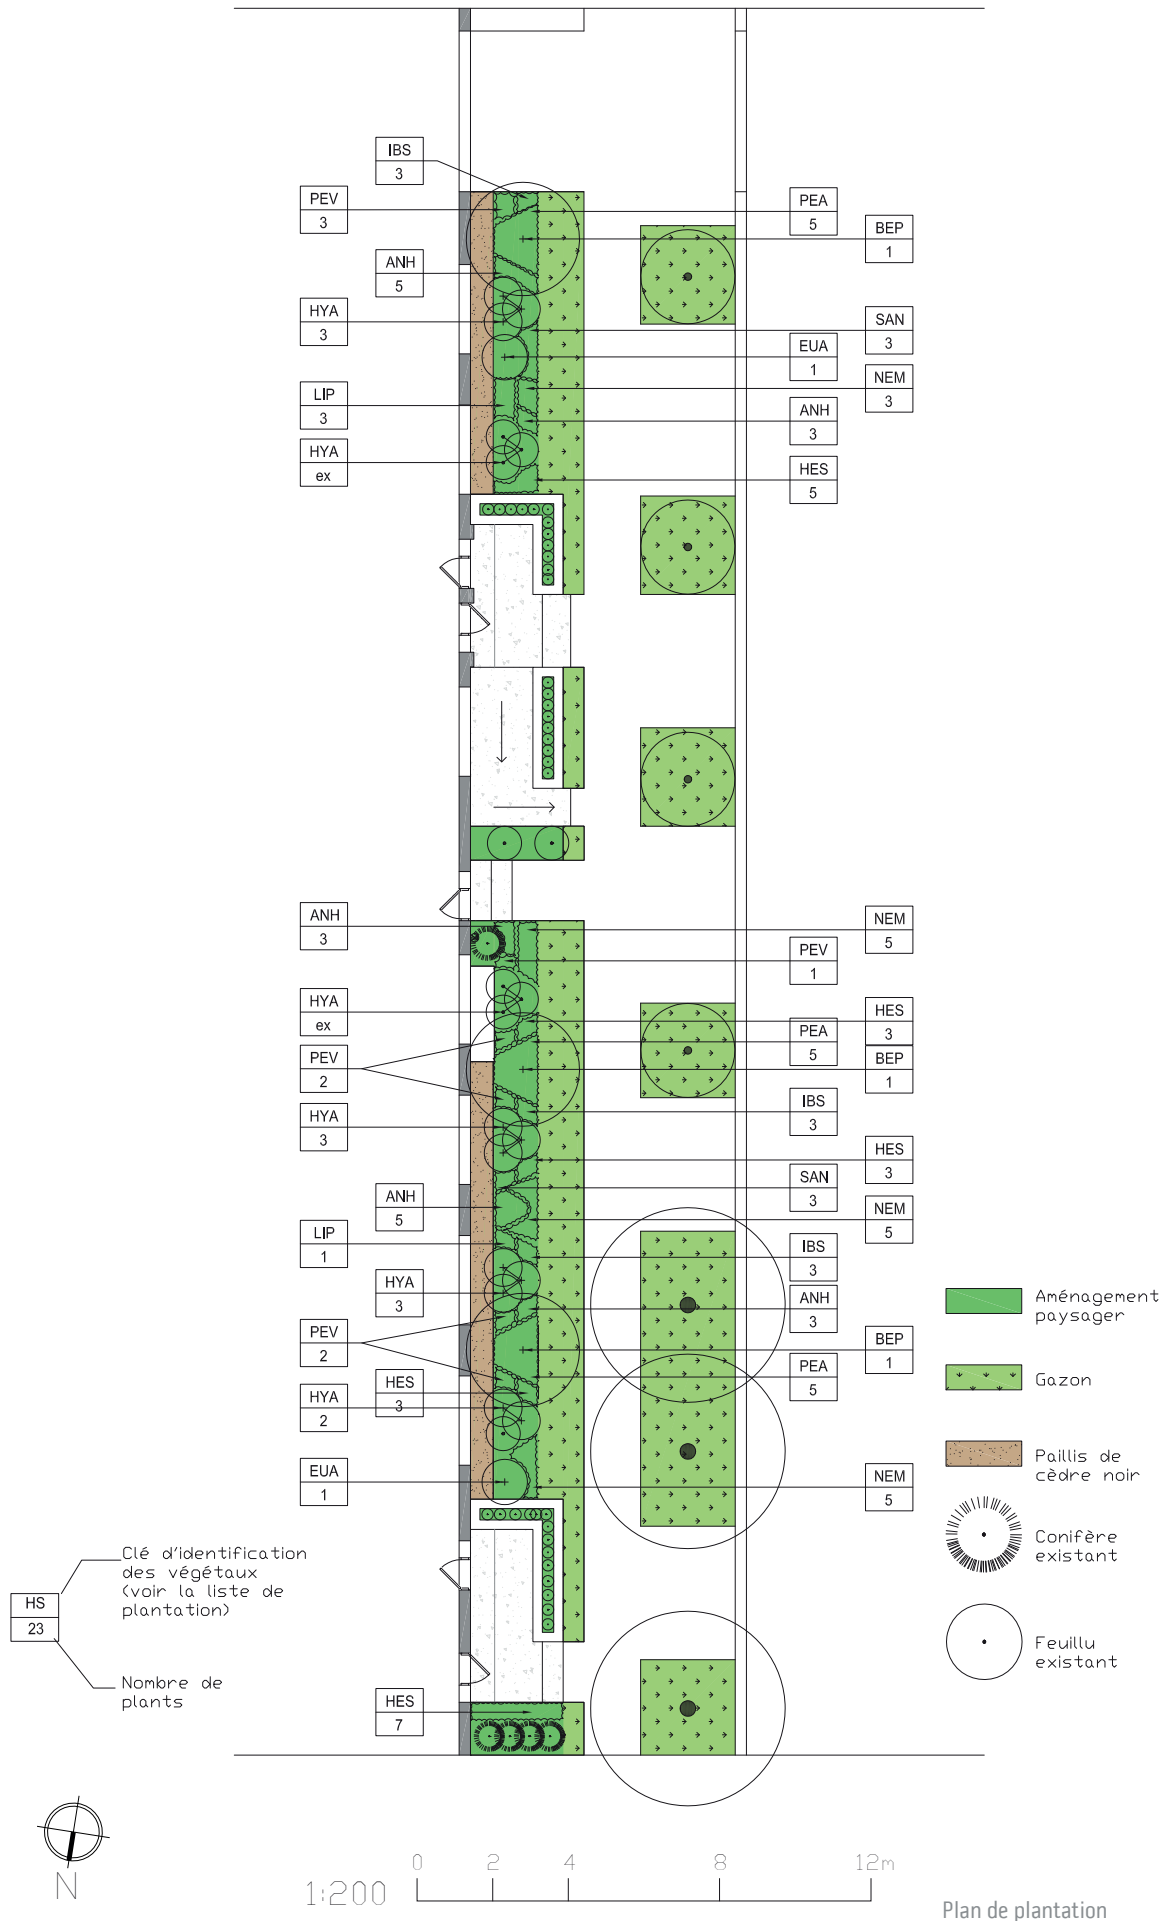 IBS
3
PEV
3
PEA
5
BEP
1
ANH
5
HYA
3
SAN
3
EUA
1
NEM
3
LIP
3
ANH
3
HYA
ex
HES
5
ANH
3
NEM
5
PEV
1
HYA
ex
HES
3
PEA
5
PEV
2
BEP
1
IBS
3
HYA
3
HES
3
SAN
3
ANH
5
NEM
5
LIP
1
IBS
3
HYA
3
ANH
3
PEV
2
BEP
1
PEA
5
HES
3
HYA
2
EUA
1
NEM
5
HES
7
Aménagement
paysager
Gazon
Paillis de
cèdre noir
Conifère
existant
Feuillu
existant
Clé d'identification
des végétaux
(voir la liste de
plantation)
HS
23
Nombre de
plants
N
1:200
0 2 4 8 12m
Plan de plantation